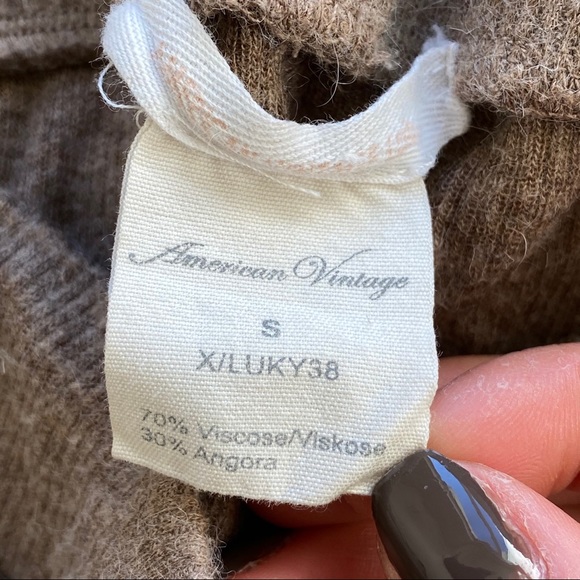 American Vintage
S
X/LUKY38
70% Viscose/Viskose
30% Angora